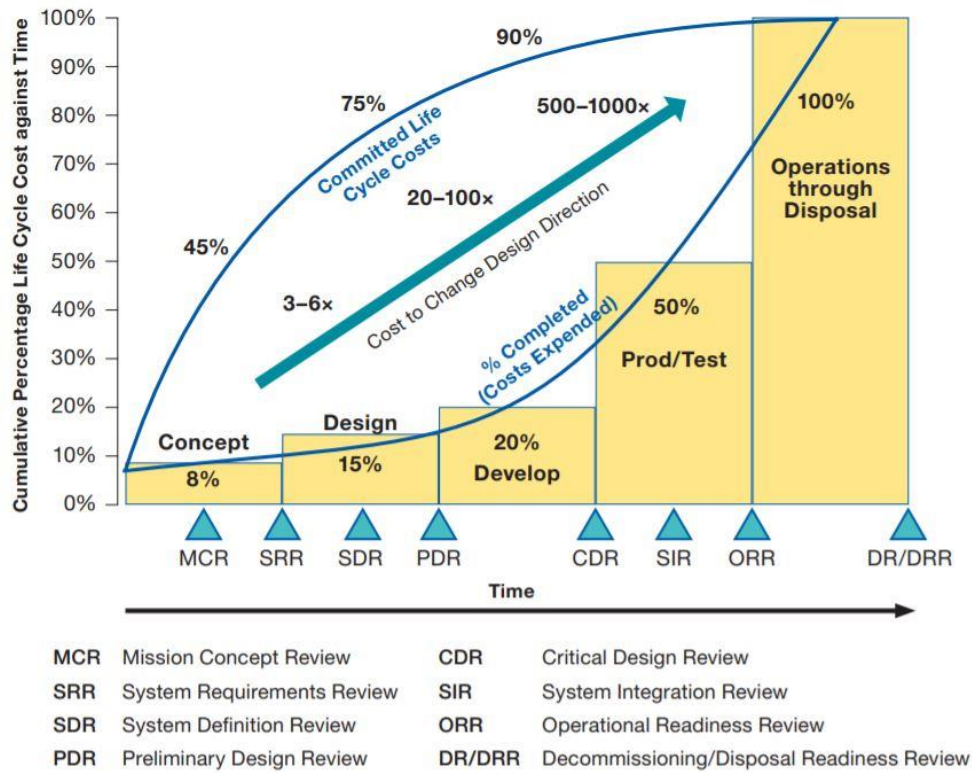 Cumulative Percentage Life Cycle Cost against Time
100%
90%
80%
70%
60%
50%
40%
30%
20%
10%
0%
45%
75%
90%
Committed Life
Cycle Costs
3–6×
20–100×
500–1000×
Cost to Change Design Direction
% Completed
(Costs Expended)
Concept
8%
Design
15%
20%
Develop
50%
Prod/Test
100%
Operations
through
Disposal
MCR SRR SDR PDR CDR SIR ORR DR/DRR
Time
MCR Mission Concept Review
SRR System Requirements Review
SDR System Definition Review
PDR Preliminary Design Review
CDR Critical Design Review
SIR System Integration Review
ORR Operational Readiness Review
DR/DRR Decommissioning/Disposal Readiness Review